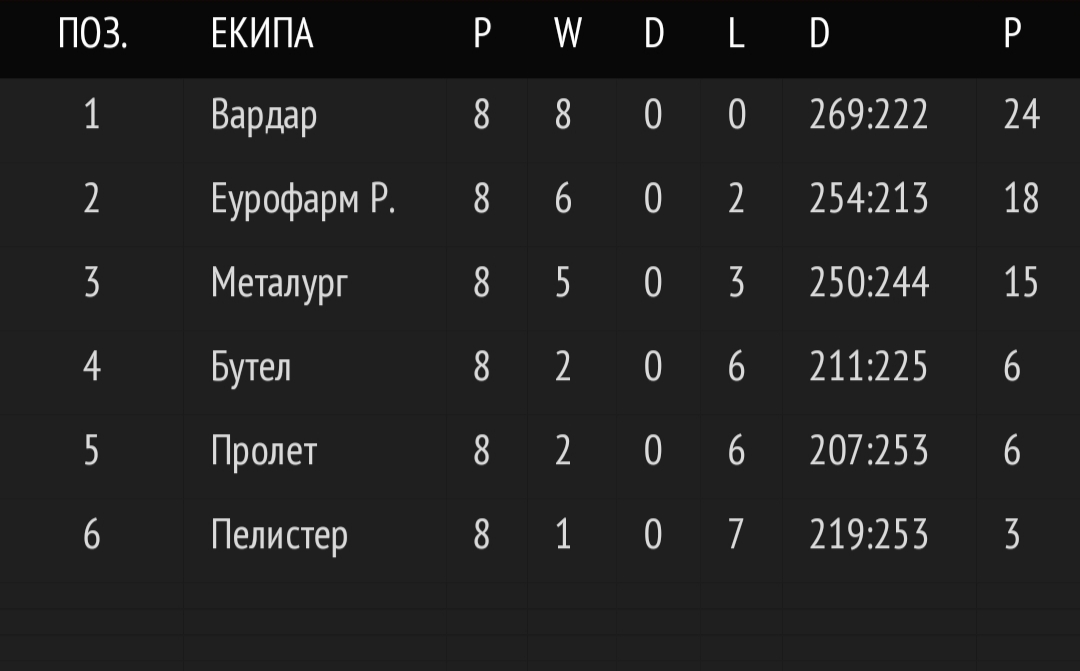 ПОЗ. ЕКИПА P W D L D P
1 Вардар 8 8 0 0 269:222 24
2 Еурофарм Р. 8 6 0 2 254:213 18
3 Металург 8 5 0 3 250:244 15
4 Бутел 8 2 0 6 211:225 6
5 Пролет 8 2 0 6 207:253 6
6 Пелистер 8 1 0 7 219:253 3